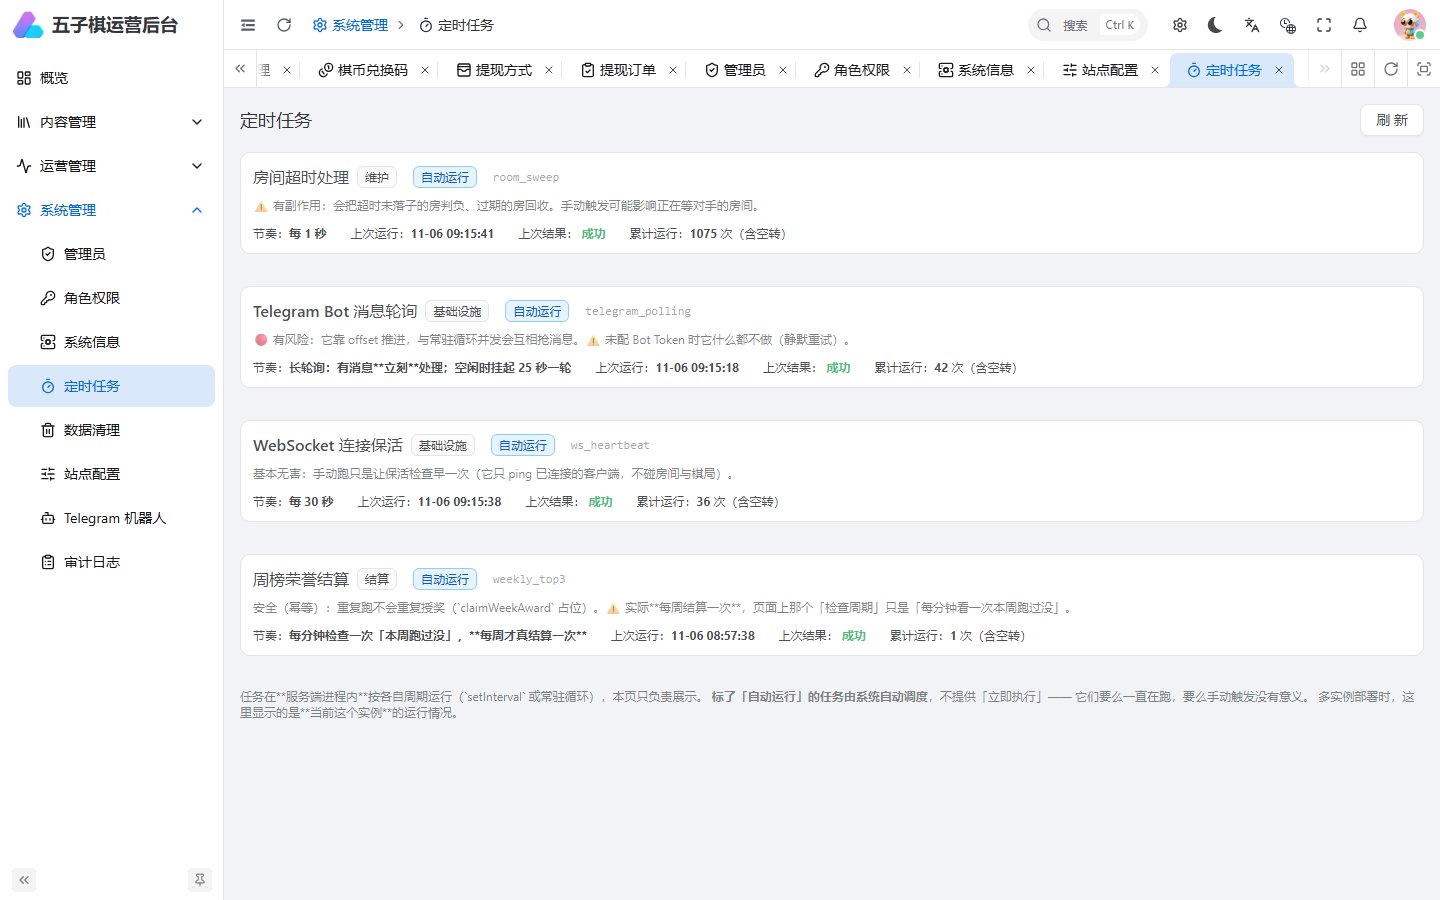 五子棋运营后台
系统管理 > 定时任务
搜索 Ctrl K
概览
内容管理
运营管理
系统管理
管理员
角色权限
系统信息
定时任务
数据清理
站点配置
Telegram 机器人
审计日志
理 × 棋币兑换码 × 提现方式 × 提现订单 × 管理员 × 角色权限 × 系统信息 × 站点配置 × 定时任务 ×
定时任务
刷 新
房间超时处理 维护 自动运行 room_sweep
⚠️ 有副作用：会把超时未落子的房判负、过期的房回收。手动触发可能影响正在等对手的房间。
节奏：每 1 秒 上次运行：11-06 09:15:41 上次结果： 成功 累计运行：1075 次（含空转）
Telegram Bot 消息轮询 基础设施 自动运行 telegram_polling
🔴 有风险：它靠 offset 推进，与常驻循环并发会互相抢消息。⚠️ 未配 Bot Token 时它什么都不做（静默重试）。
节奏：长轮询：有消息**立刻**处理；空闲时挂起 25 秒一轮 上次运行：11-06 09:15:18 上次结果： 成功 累计运行：42 次（含空转）
WebSocket 连接保活 基础设施 自动运行 ws_heartbeat
基本无害：手动跑只是让保活检查早一次（它只 ping 已连接的客户端，不碰房间与棋局）。
节奏：每 30 秒 上次运行：11-06 09:15:38 上次结果： 成功 累计运行：36 次（含空转）
周榜荣誉结算 结算 自动运行 weekly_top3
安全（幂等）：重复跑不会重复授奖（`claimWeekAward` 占位）。⚠️ 实际**每周结算一次**，页面上那个「检查周期」只是「每分钟看一次本周跑过没」。
节奏：每分钟检查一次「本周跑过没」，**每周才真结算一次** 上次运行：11-06 08:57:38 上次结果： 成功 累计运行：1 次（含空转）
任务在**服务端进程内**按各自周期运行（`setInterval` 或常驻循环），本页只负责展示。 标了「自动运行」的任务由系统自动调度，不提供「立即执行」—— 它们要么一直在跑，要么手动触发没有意义。 多实例部署时，这
里显示的是**当前这个实例**的运行情况。